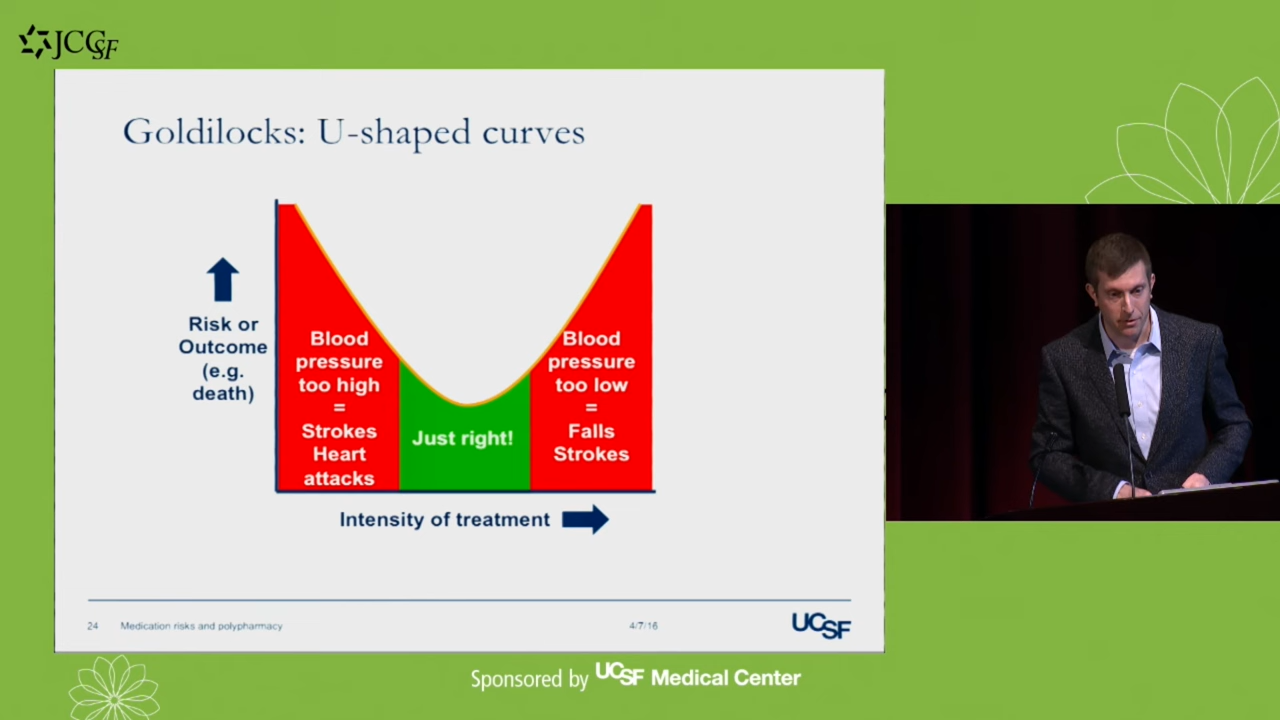 JCCSF
Goldilocks: U-shaped curves
Risk or
Outcome
(e.g.
death)
Blood
pressure
too high
=
Strokes
Heart
attacks
Just right!
Blood
pressure
too low
=
Falls
Strokes
Intensity of treatment
24 Medication risks and polypharmacy 4/7/16
UCSF
Sponsored by UCSF Medical Center